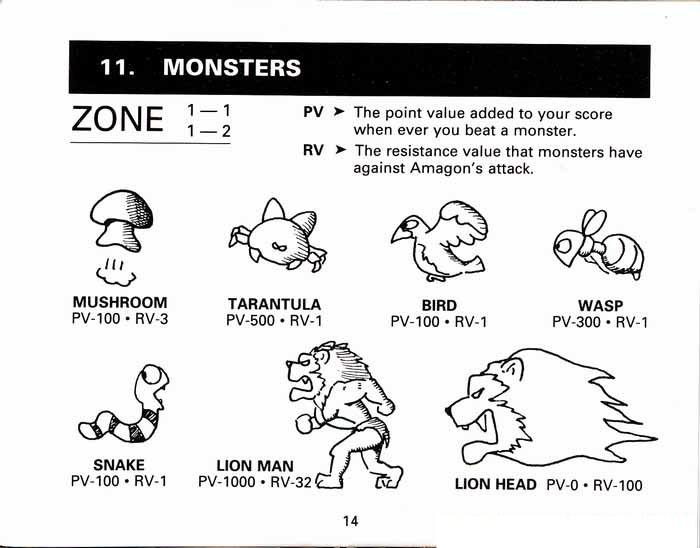 11. MONSTERS
ZONE 1—1
1—2
PV ➤ The point value added to your score
when ever you beat a monster.
RV ➤ The resistance value that monsters have
against Amagon's attack.
MUSHROOM
PV-100 • RV-3
TARANTULA
PV-500 • RV-1
BIRD
PV-100 • RV-1
WASP
PV-300 • RV-1
SNAKE
PV-100 • RV-1
LION MAN
PV-1000 • RV-32
LION HEAD PV-0 • RV-100
14